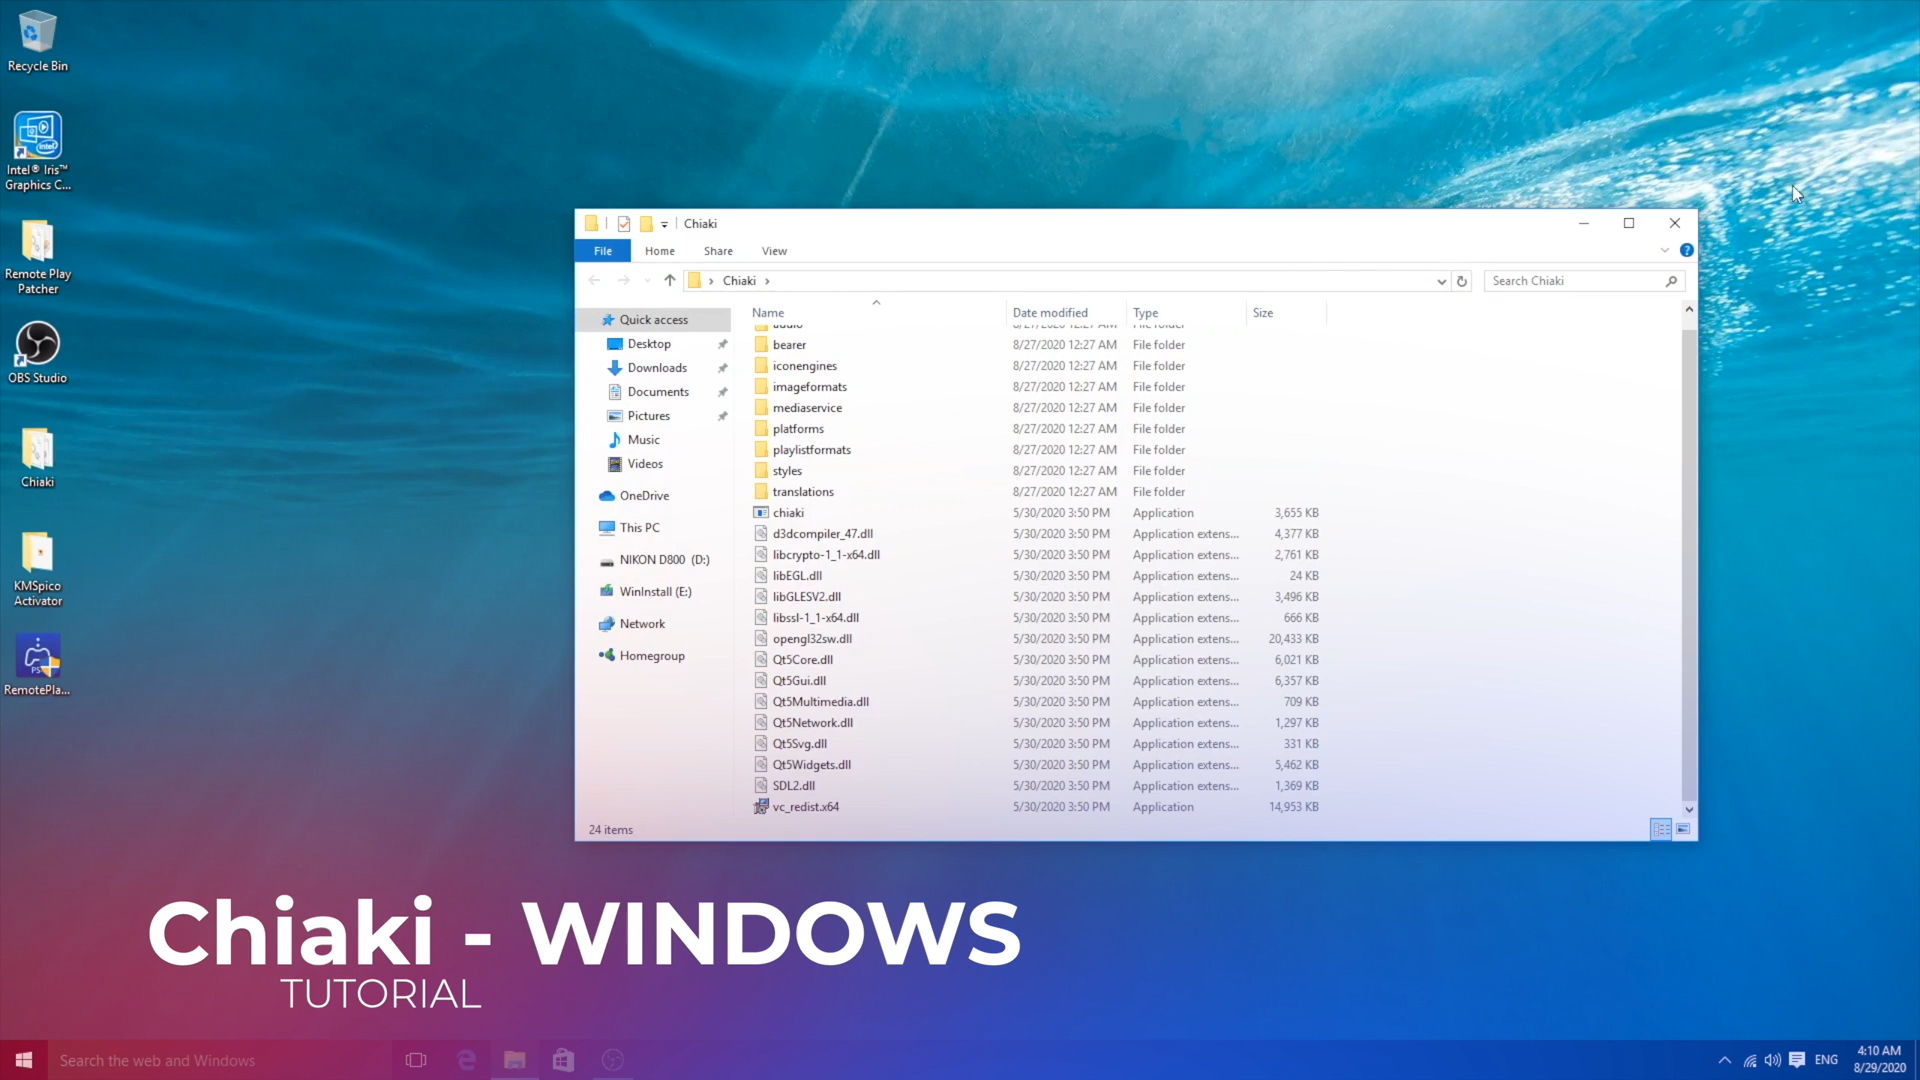 Recycle Bin
Intel® Iris™
Graphics C...
Remote Play
Patcher
OBS Studio
Chiaki
KMSpico
Activator
PS
RemotePla...
Chiaki
File Home Share View
Chiaki
Search Chiaki
Quick access
Desktop
Downloads
Documents
Pictures
Music
Videos
OneDrive
This PC
NIKON D800 (D:)
WinInstall (E:)
Network
Homegroup
Name Date modified Type Size
audio 8/27/2020 12:27 AM File folder
bearer 8/27/2020 12:27 AM File folder
iconengines 8/27/2020 12:27 AM File folder
imageformats 8/27/2020 12:27 AM File folder
mediaservice 8/27/2020 12:27 AM File folder
platforms 8/27/2020 12:27 AM File folder
playlistformats 8/27/2020 12:27 AM File folder
styles 8/27/2020 12:27 AM File folder
translations 8/27/2020 12:27 AM File folder
chiaki 5/30/2020 3:50 PM Application 3,655 KB
d3dcompiler_47.dll 5/30/2020 3:50 PM Application extens... 4,377 KB
libcrypto-1_1-x64.dll 5/30/2020 3:50 PM Application extens... 2,761 KB
libEGL.dll 5/30/2020 3:50 PM Application extens... 24 KB
libGLESV2.dll 5/30/2020 3:50 PM Application extens... 3,496 KB
libssl-1_1-x64.dll 5/30/2020 3:50 PM Application extens... 666 KB
opengl32sw.dll 5/30/2020 3:50 PM Application extens... 20,433 KB
Qt5Core.dll 5/30/2020 3:50 PM Application extens... 6,021 KB
Qt5Gui.dll 5/30/2020 3:50 PM Application extens... 6,357 KB
Qt5Multimedia.dll 5/30/2020 3:50 PM Application extens... 709 KB
Qt5Network.dll 5/30/2020 3:50 PM Application extens... 1,297 KB
Qt5Svg.dll 5/30/2020 3:50 PM Application extens... 331 KB
Qt5Widgets.dll 5/30/2020 3:50 PM Application extens... 5,462 KB
SDL2.dll 5/30/2020 3:50 PM Application extens... 1,369 KB
vc_redist.x64 5/30/2020 3:50 PM Application 14,953 KB
24 items
Chiaki - WINDOWS
TUTORIAL
Search the web and Windows
ENG
4:10 AM
8/29/2020